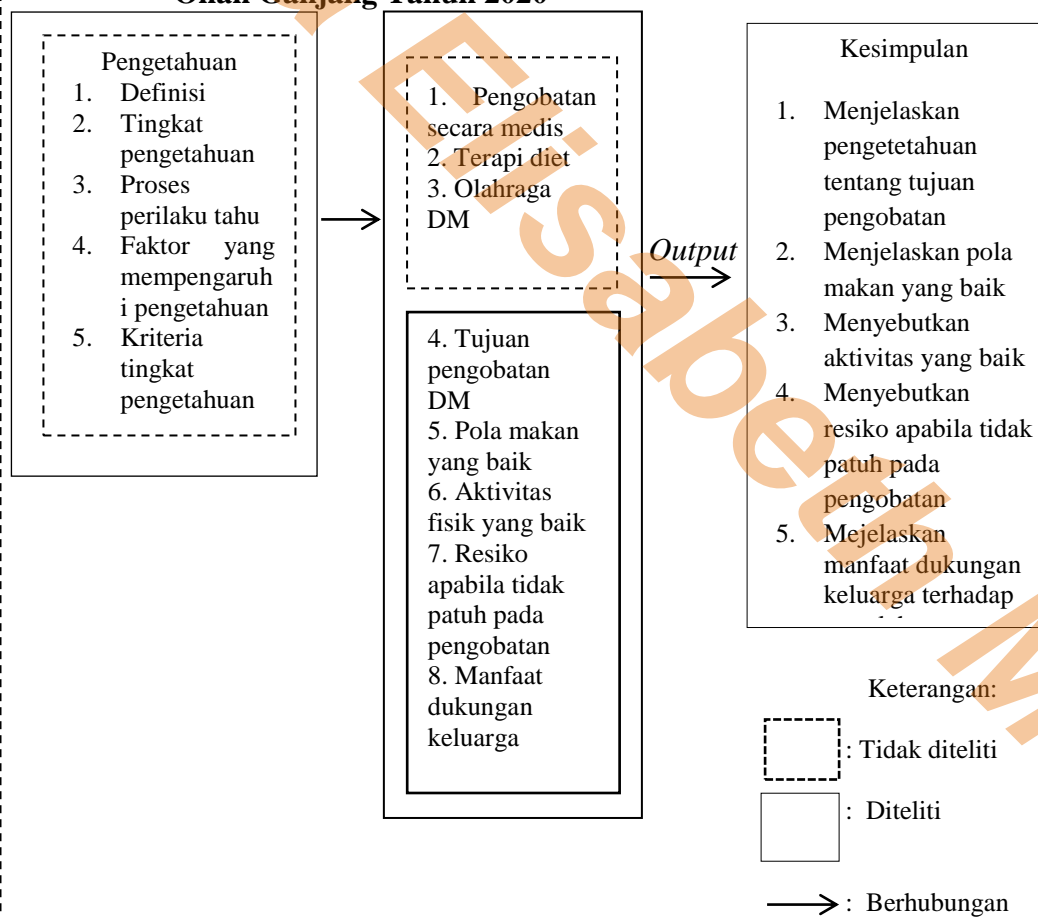 Onan Ganjang Tahun 2020
Pengetahuan
1. Definisi
2. Tingkat
pengetahuan
3. Proses
perilaku tahu
4. Faktor yang
mempengaruh
i pengetahuan
5. Kriteria
tingkat
pengetahuan
1. Pengobatan
secara medis
2. Terapi diet
3. Olahraga
DM
4. Tujuan
pengobatan
DM
5. Pola makan
yang baik
6. Aktivitas
fisik yang baik
7. Resiko
apabila tidak
patuh pada
pengobatan
8. Manfaat
dukungan
keluarga
Output
Kesimpulan
1. Menjelaskan
pengetetahuan
tentang tujuan
pengobatan
2. Menjelaskan pola
makan yang baik
3. Menyebutkan
aktivitas yang baik
4. Menyebutkan
resiko apabila tidak
patuh pada
pengobatan
5. Mejelaskan
manfaat dukungan
keluarga terhadap
Keterangan:
: Tidak diteliti
: Diteliti
: Berhubungan
Elisabeth M